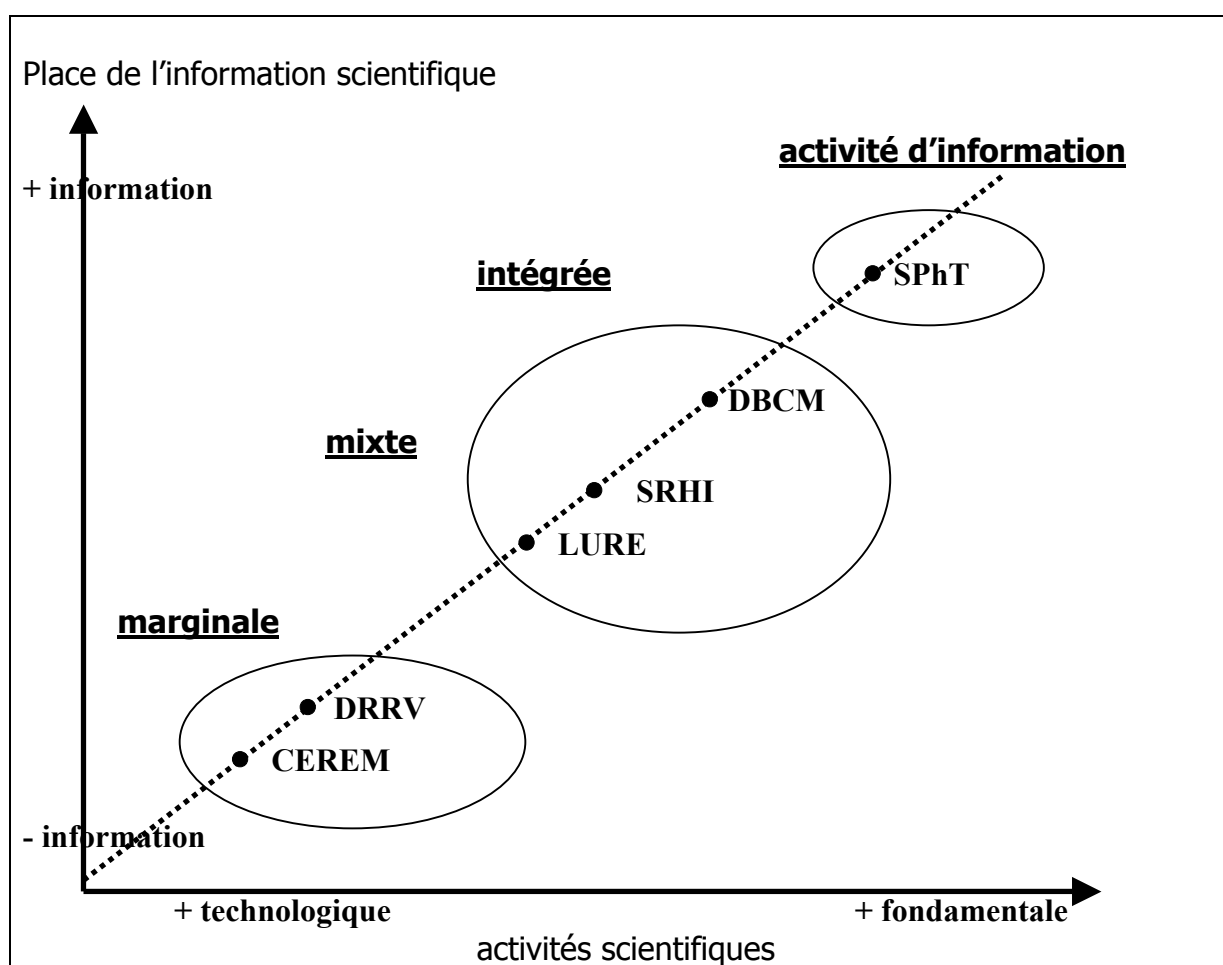 Place de l’information scientifique
activité d’information
+ information
intégrée
SPhT
DBCM
mixte
SRHI
LURE
marginale
DRRV
CEREM
- information
+ technologique
+ fondamentale
activités scientifiques